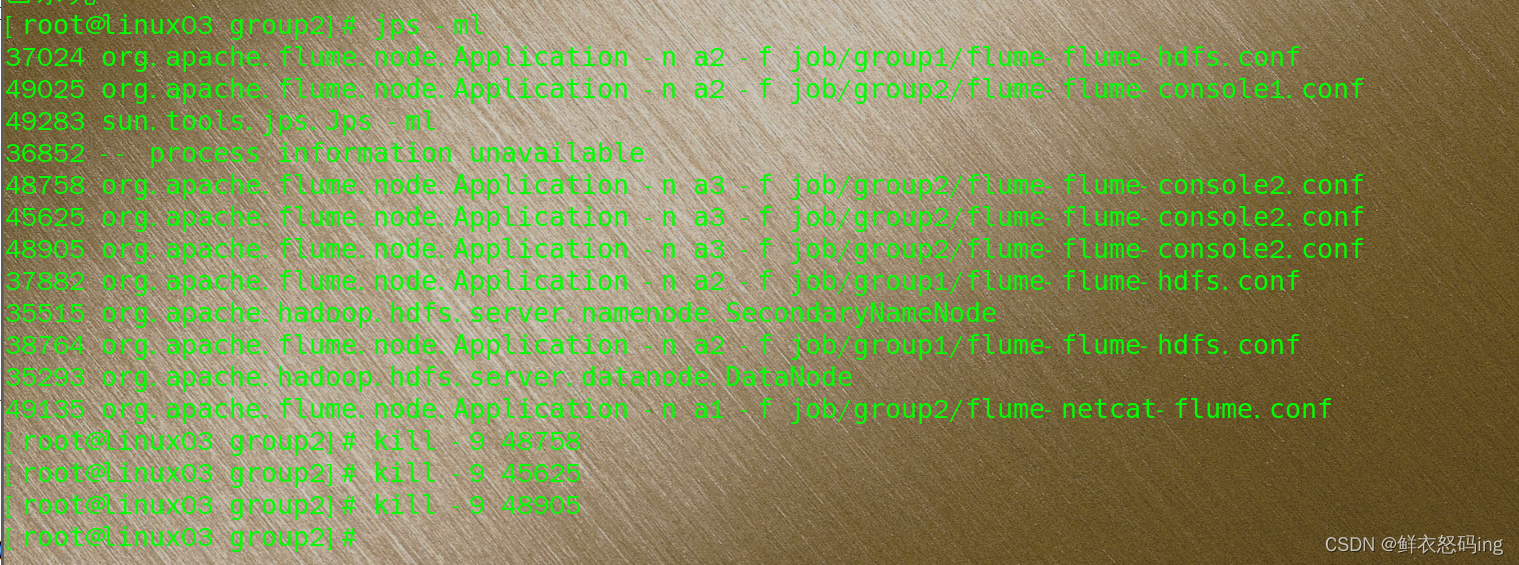 [root@linux03 group2]# jps -ml
37024 org.apache.flume.node.Application -n a2 -f job/group1/flume-flume-hdfs.conf
49025 org.apache.flume.node.Application -n a2 -f job/group2/flume-flume-console1.conf
49283 sun.tools.jps.Jps -ml
36852 -- process information unavailable
48758 org.apache.flume.node.Application -n a3 -f job/group2/flume-flume-console2.conf
45625 org.apache.flume.node.Application -n a3 -f job/group2/flume-flume-console2.conf
48905 org.apache.flume.node.Application -n a3 -f job/group2/flume-flume-console2.conf
37882 org.apache.flume.node.Application -n a2 -f job/group1/flume-flume-hdfs.conf
35515 org.apache.hadoop.hdfs.server.namenode.SecondaryNameNode
38764 org.apache.flume.node.Application -n a2 -f job/group1/flume-flume-hdfs.conf
35293 org.apache.hadoop.hdfs.server.datanode.DataNode
49135 org.apache.flume.node.Application -n a1 -f job/group2/flume-netcat-flume.conf
[root@linux03 group2]# kill -9 48758
[root@linux03 group2]# kill -9 45625
[root@linux03 group2]# kill -9 48905
[root@linux03 group2]#
CSDN @鲜衣怒码ing